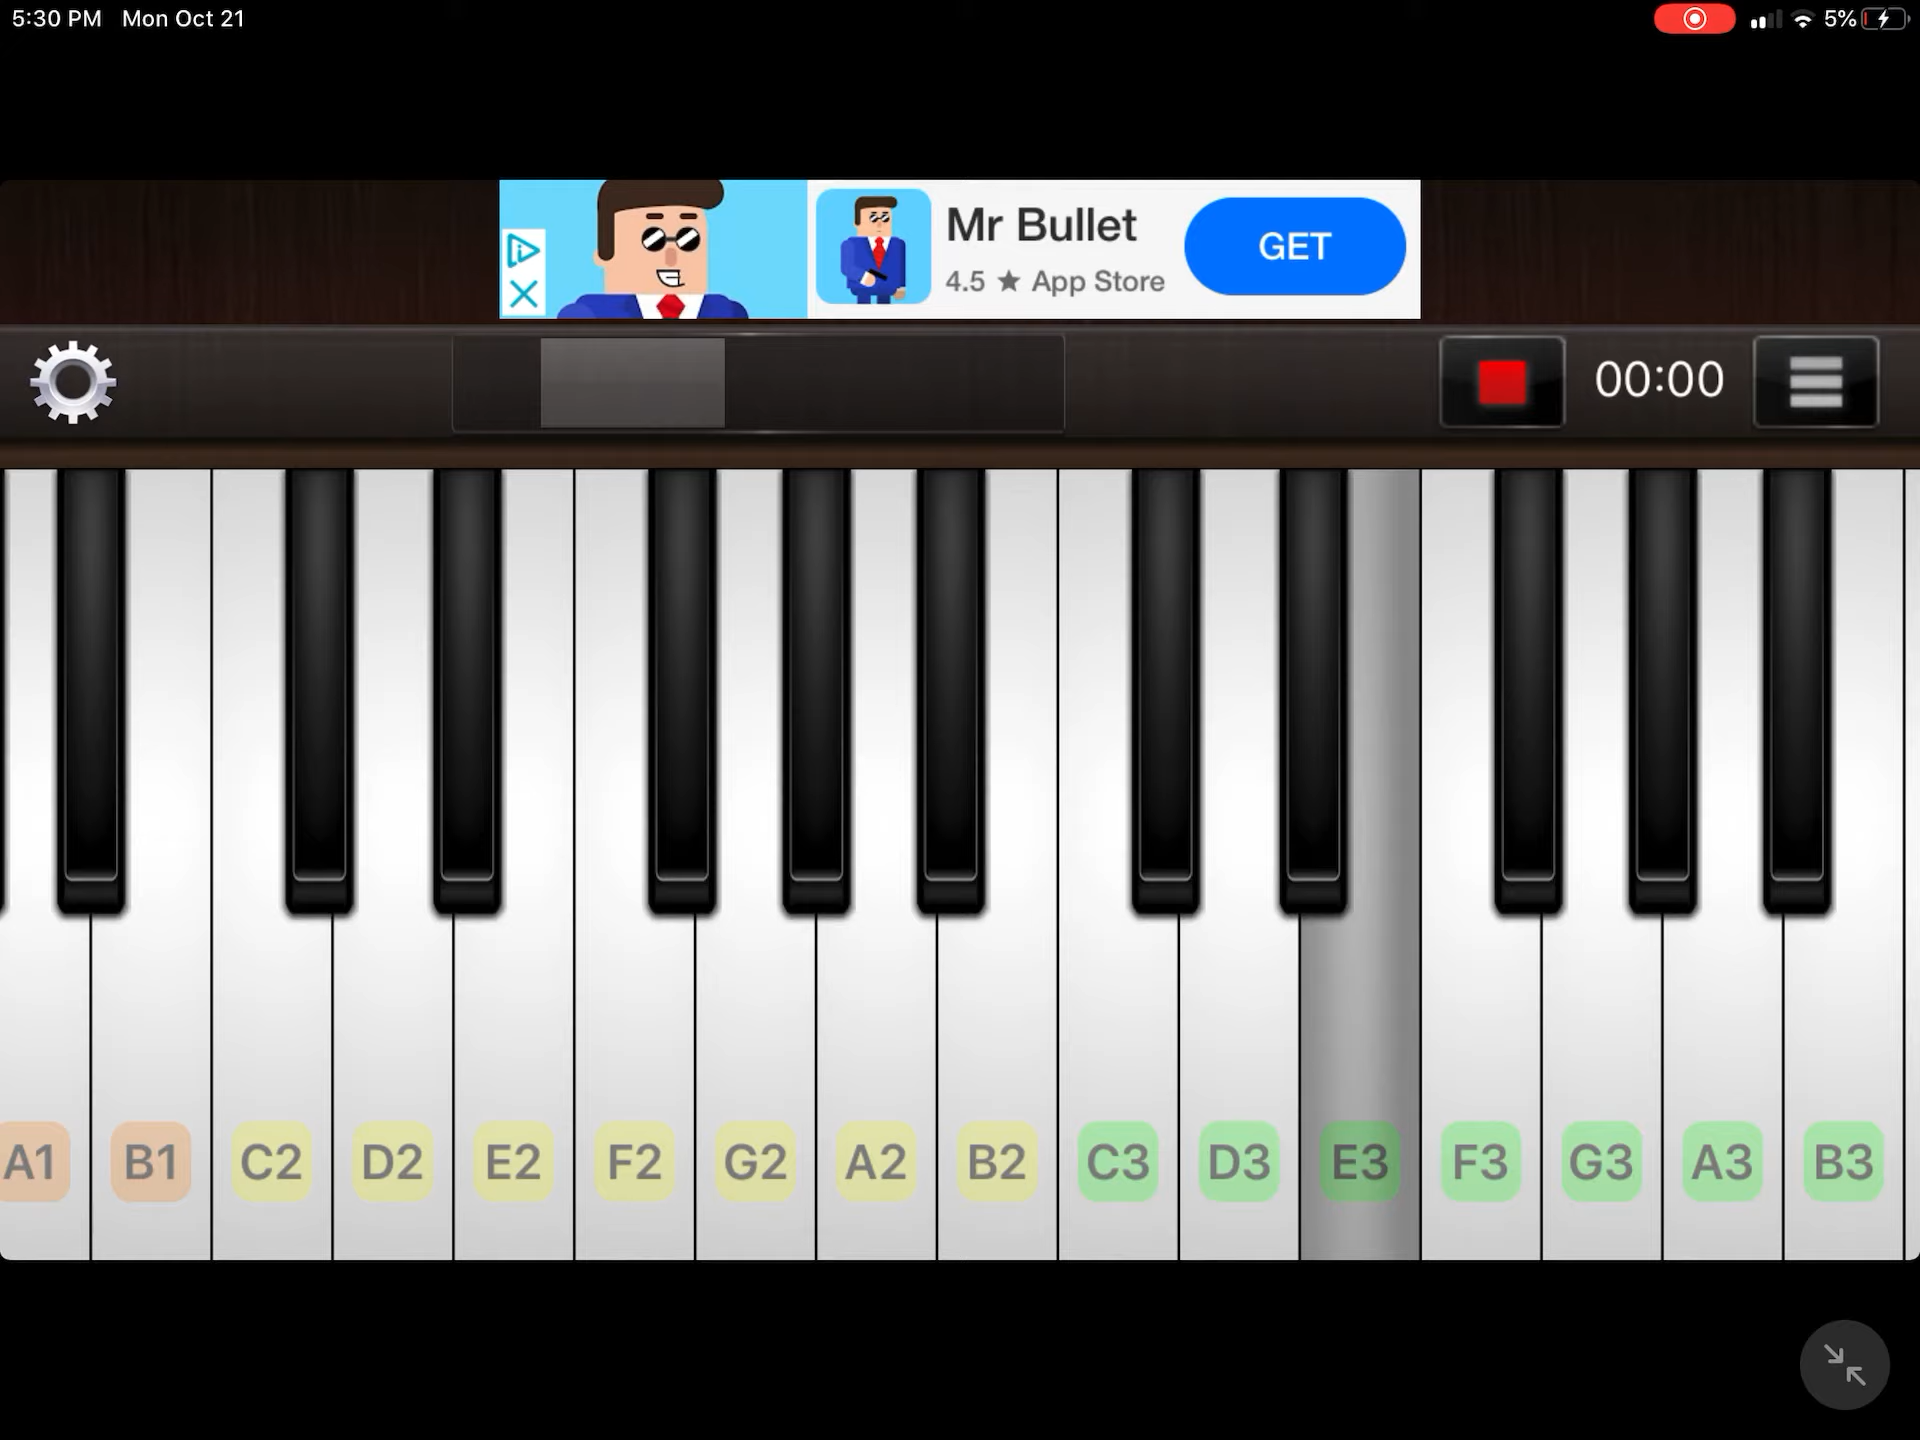 5:30 PM Mon Oct 21
5%
Mr Bullet
4.5 ★ App Store
GET
00:00
A1 B1 C2 D2 E2 F2 G2 A2 B2 C3 D3 E3 F3 G3 A3 B3